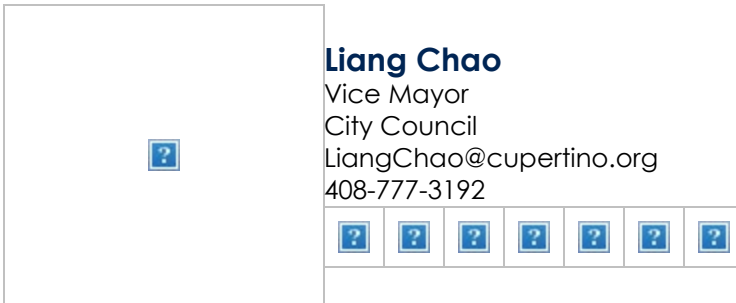 Liang Chao
Vice Mayor
City Council
LiangChao@cupertino.org
408-777-3192